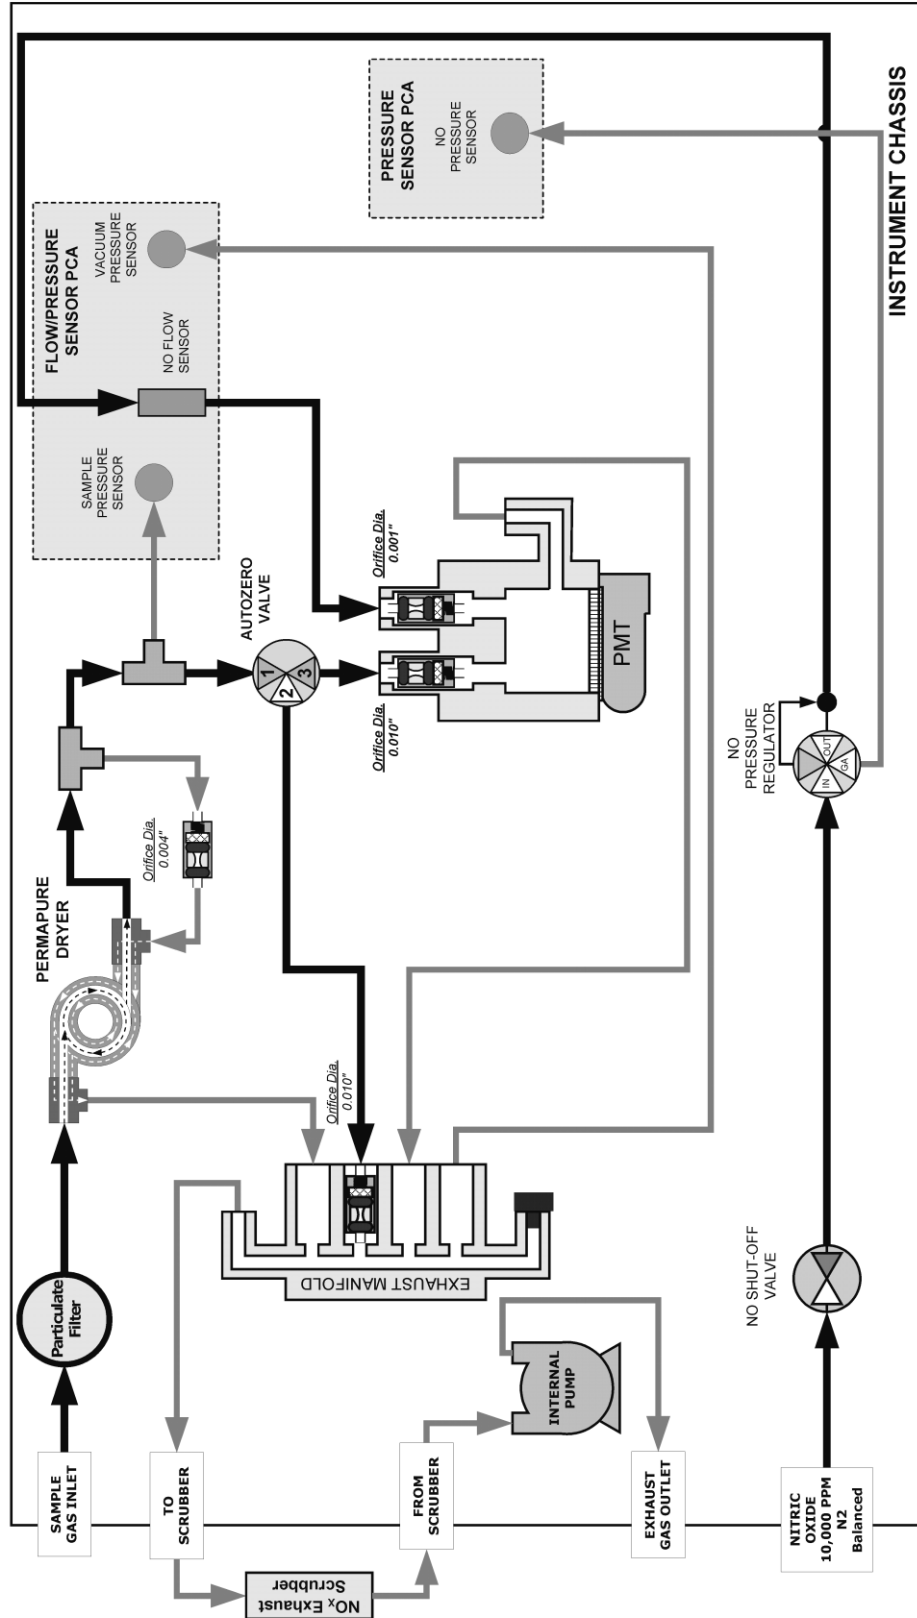 INSTRUMENT CHASSIS
PRESSURE
SENSOR PCA
NO
PRESSURE
SENSOR
FLOW/PRESSURE
SENSOR PCA
VACUUM
PRESSURE
SENSOR
NO FLOW
SENSOR
SAMPLE
PRESSURE
SENSOR
AUTOZERO
VALVE
1
2
3
Orifice Dia.
0.001"
Orifice Dia.
0.010"
PMT
Orifice Dia.
0.004"
PERMAPURE
DRYER
NO
PRESSURE
REGULATOR
IN
OUT
GA
Orifice Dia.
0.010"
EXHAUST MANIFOLD
Particulate
Filter
NO SHUT-OFF
VALVE
INTERNAL
PUMP
SAMPLE
GAS INLET
TO
SCRUBBER
FROM
SCRUBBER
EXHAUST
GAS OUTLET
NITRIC
OXIDE
10,000 PPM
N2
Balanced
NOx Exhaust
Scrubber